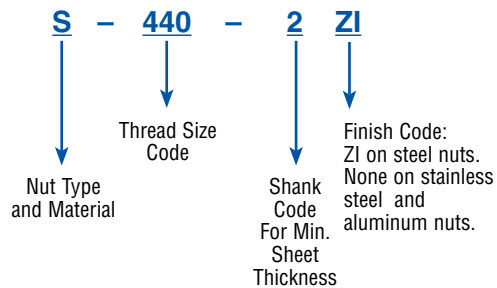 S – 440 – 2 ZI
Thread Size
Code
Nut Type
and Material
Shank
Code
For Min.
Sheet
Thickness
Finish Code:
ZI on steel nuts.
None on stainless
steel and
aluminum nuts.